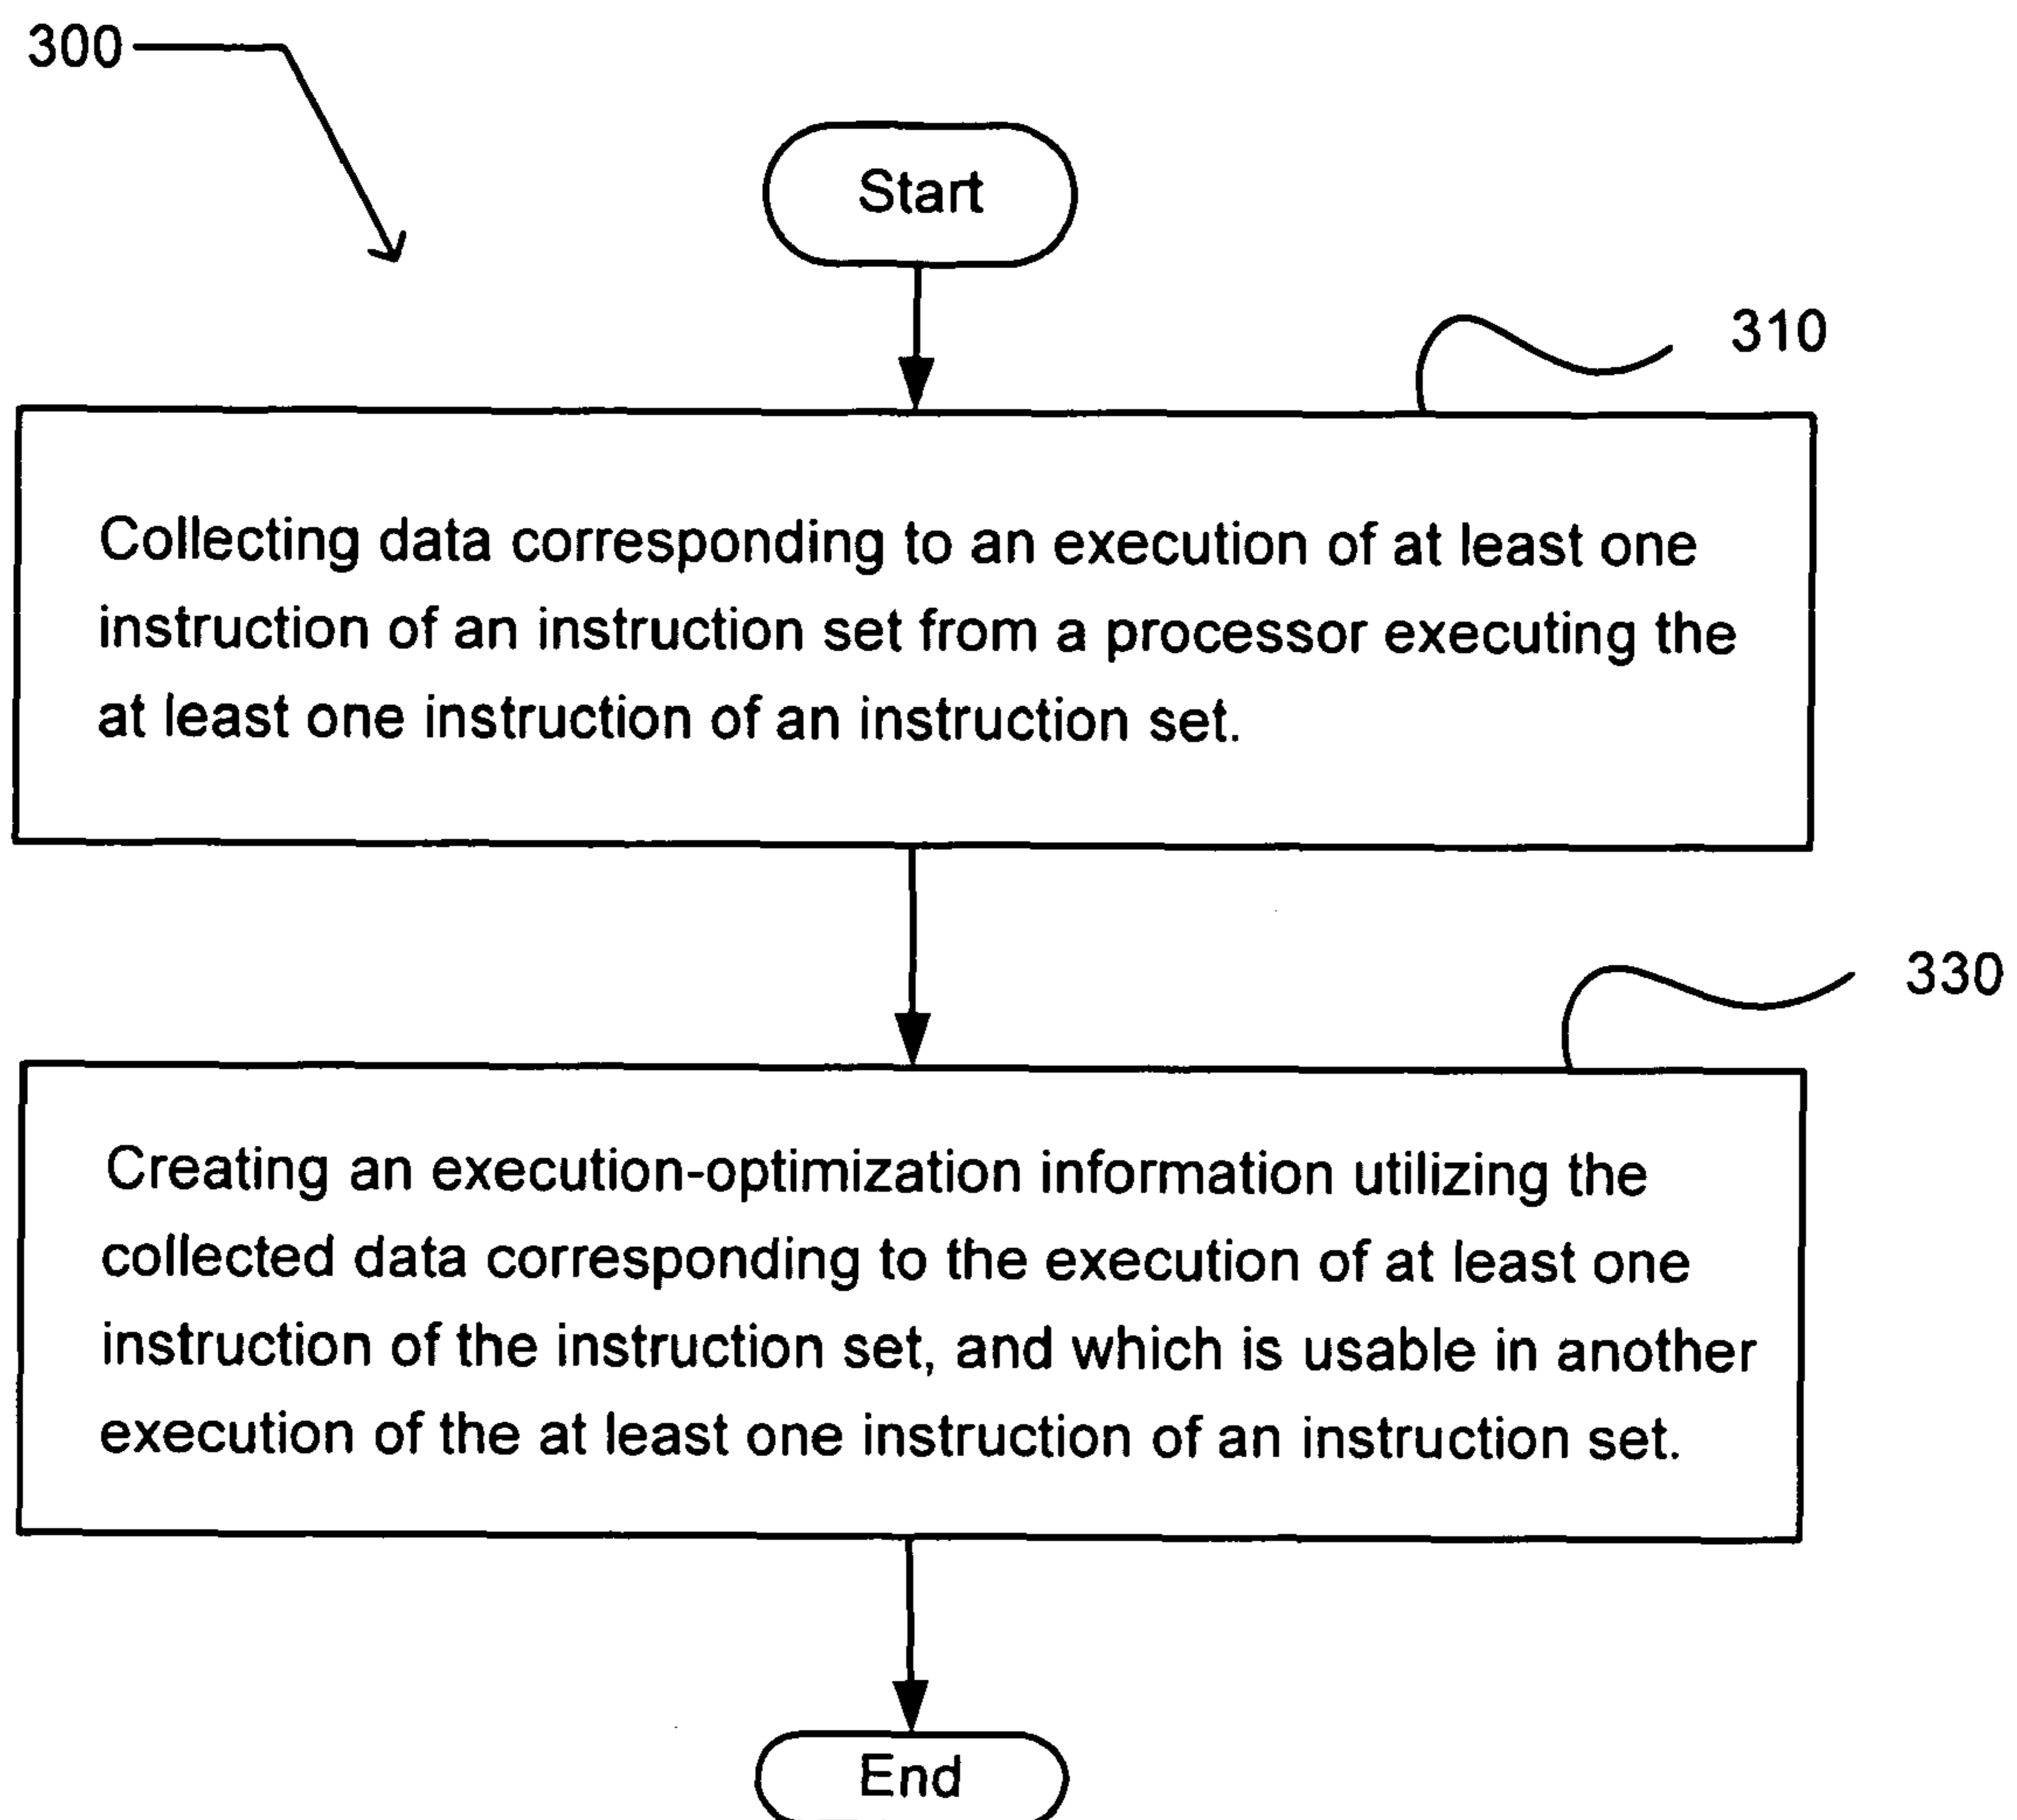 300
Start
310
Collecting data corresponding to an execution of at least one
instruction of an instruction set from a processor executing the
at least one instruction of an instruction set.
330
Creating an execution-optimization information utilizing the
collected data corresponding to the execution of at least one
instruction of the instruction set, and which is usable in another
execution of the at least one instruction of an instruction set.
End